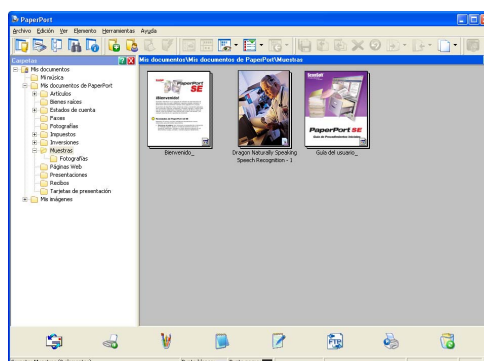 PaperPort
Archivo Edición Ver Elemento Herramientas Ayuda
Carpetas
Mis documentos\Mis documentos de PaperPort\Muestras
Mis documentos
Mi música
Mis documentos de PaperPort
Artículos
Bienes raíces
Estados de cuenta
Faxes
Fotografías
Impuestos
Inversiones
Muestras
Fotografías
Páginas Web
Presentaciones
Recibos
Tarjetas de presentación
Mis imágenes
PaperPort SE
¡Bienvenido!
Bienvenido_
Dragon Naturally Speaking
Speech Recognition - 1
ScanSoft
PaperPort SE
Guía del usuario_
FTP